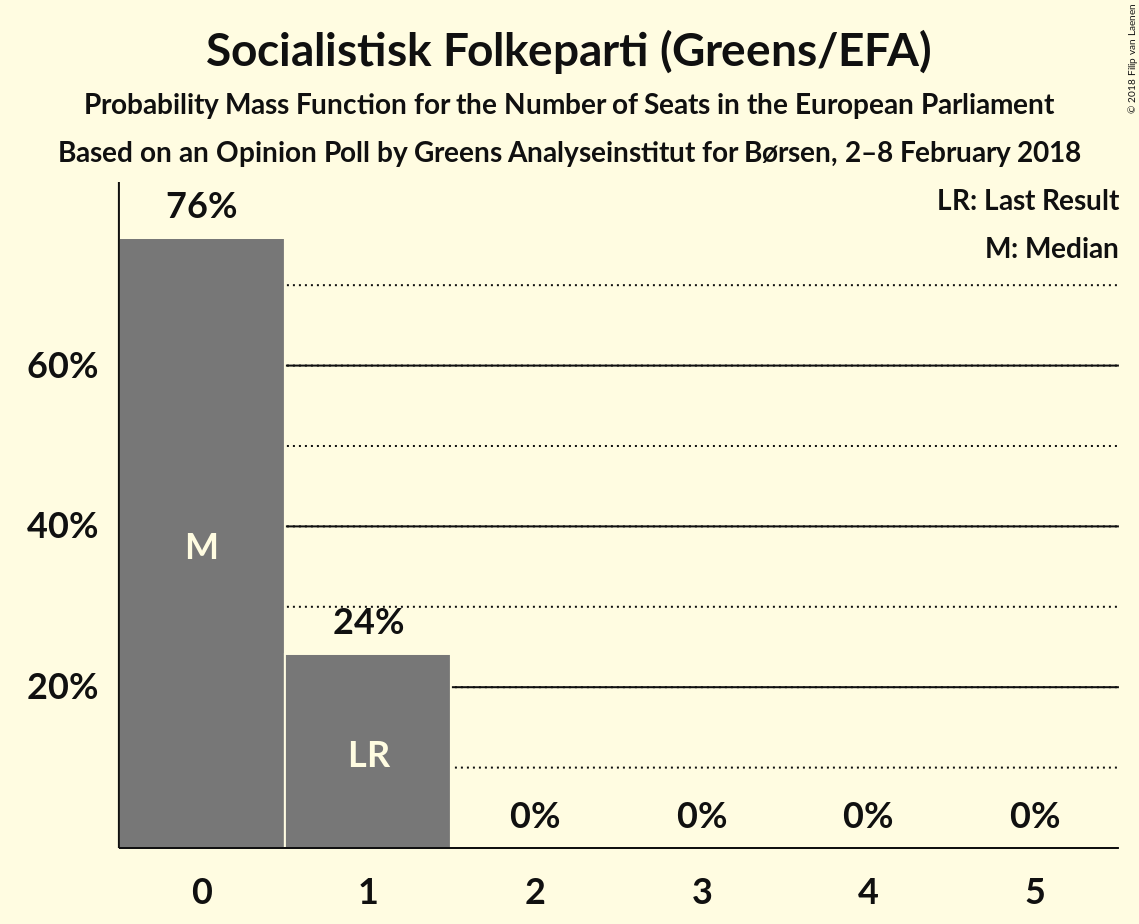 Socialistisk Folkeparti (Greens/EFA)
Probability Mass Function for the Number of Seats in the European Parliament
Based on an Opinion Poll by Greens Analyseinstitut for Børsen, 2–8 February 2018
© 2018 Filip van Laenen
LR: Last Result
M: Median
76%
60%
40%
M
24%
20%
LR
0% 0% 0% 0%
0 1 2 3 4 5